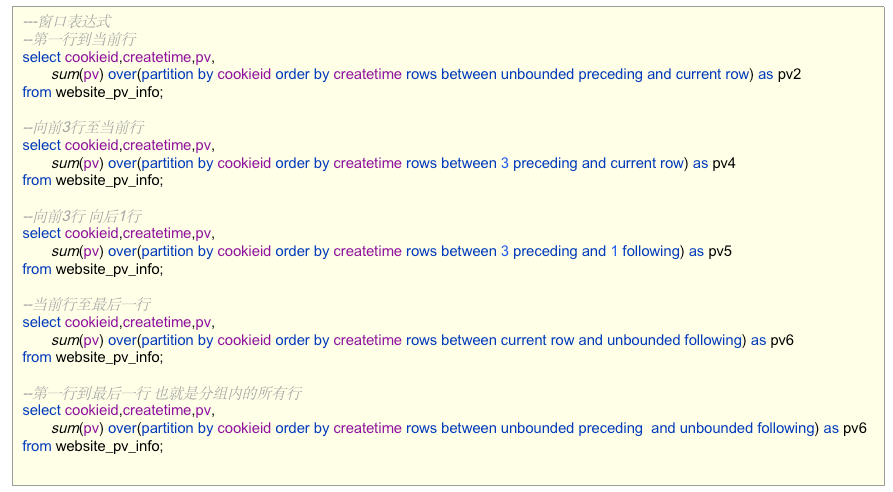 ---窗口表达式
--第一行到当前行
select cookieid,createtime,pv,
sum(pv) over(partition by cookieid order by createtime rows between unbounded preceding and current row) as pv2
from website_pv_info;
--向前3行至当前行
select cookieid,createtime,pv,
sum(pv) over(partition by cookieid order by createtime rows between 3 preceding and current row) as pv4
from website_pv_info;
--向前3行 向后1行
select cookieid,createtime,pv,
sum(pv) over(partition by cookieid order by createtime rows between 3 preceding and 1 following) as pv5
from website_pv_info;
--当前行至最后一行
select cookieid,createtime,pv,
sum(pv) over(partition by cookieid order by createtime rows between current row and unbounded following) as pv6
from website_pv_info;
--第一行到最后一行 也就是分组内的所有行
select cookieid,createtime,pv,
sum(pv) over(partition by cookieid order by createtime rows between unbounded preceding  and unbounded following) as pv6
from website_pv_info;